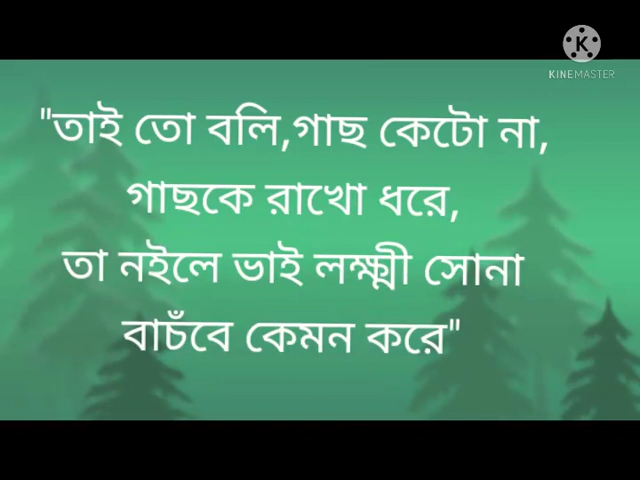 KINEMASTER
"তাই তো বলি,গাছ কেটো না,
গাছকে রাখো ধরে,
তা নইলে ভাই লক্ষ্মী সোনা
বাচঁবে কেমন করে"